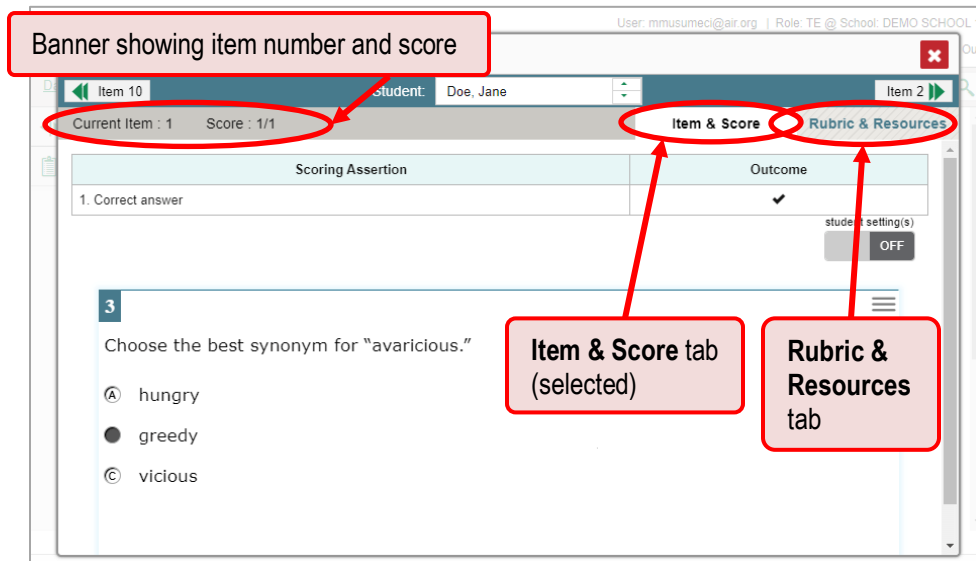 User: mmusumeci@air.org | Role: TE @ School: DEMO SCHOOL
Banner showing item number and score
Item 10
Student:
Doe, Jane
Item 2
Current Item : 1 Score : 1/1
Item & Score
Rubric & Resources
Scoring Assertion Outcome
1. Correct answer ✔
student setting(s)
OFF
3
Choose the best synonym for “avaricious.”
A hungry
greedy
C vicious
Item & Score tab
(selected)
Rubric &
Resources
tab